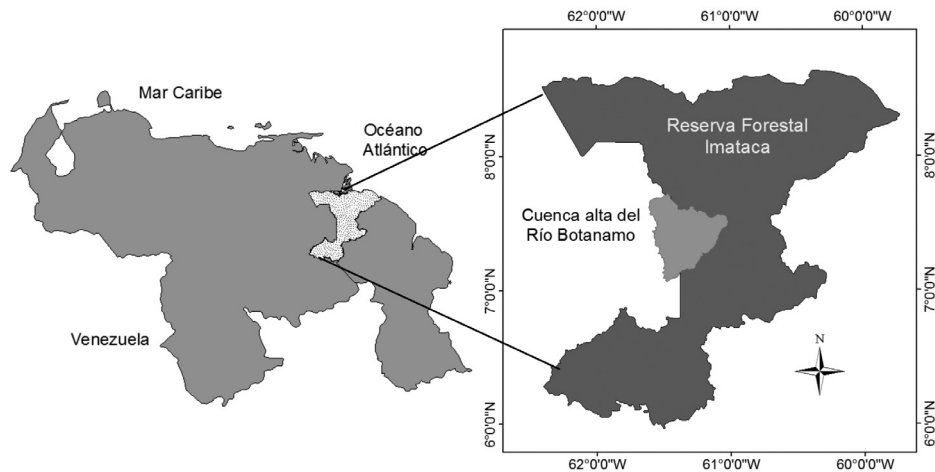 Mar Caribe
Océano
Atlántico
Venezuela
62°0'0"W
61°0'0"W
60°0'0"W
8°0'0"N
7°0'0"N
6°0'0"N
Reserva Forestal
Imataca
Cuenca alta del
Río Botanamo
N
8°0'0"N
7°0'0"N
6°0'0"N
62°0'0"W
61°0'0"W
60°0'0"W